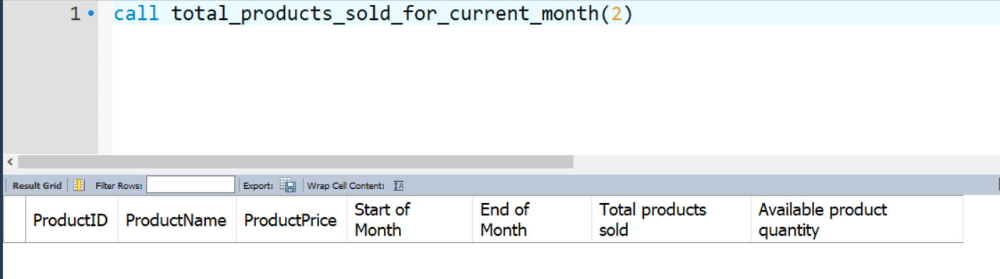 1 call total_products_sold_for_current_month(2)
Result Grid Filter Rows: Export: Wrap Cell Content: IA
ProductID ProductName ProductPrice Start of Month End of Month Total products sold Available product quantity